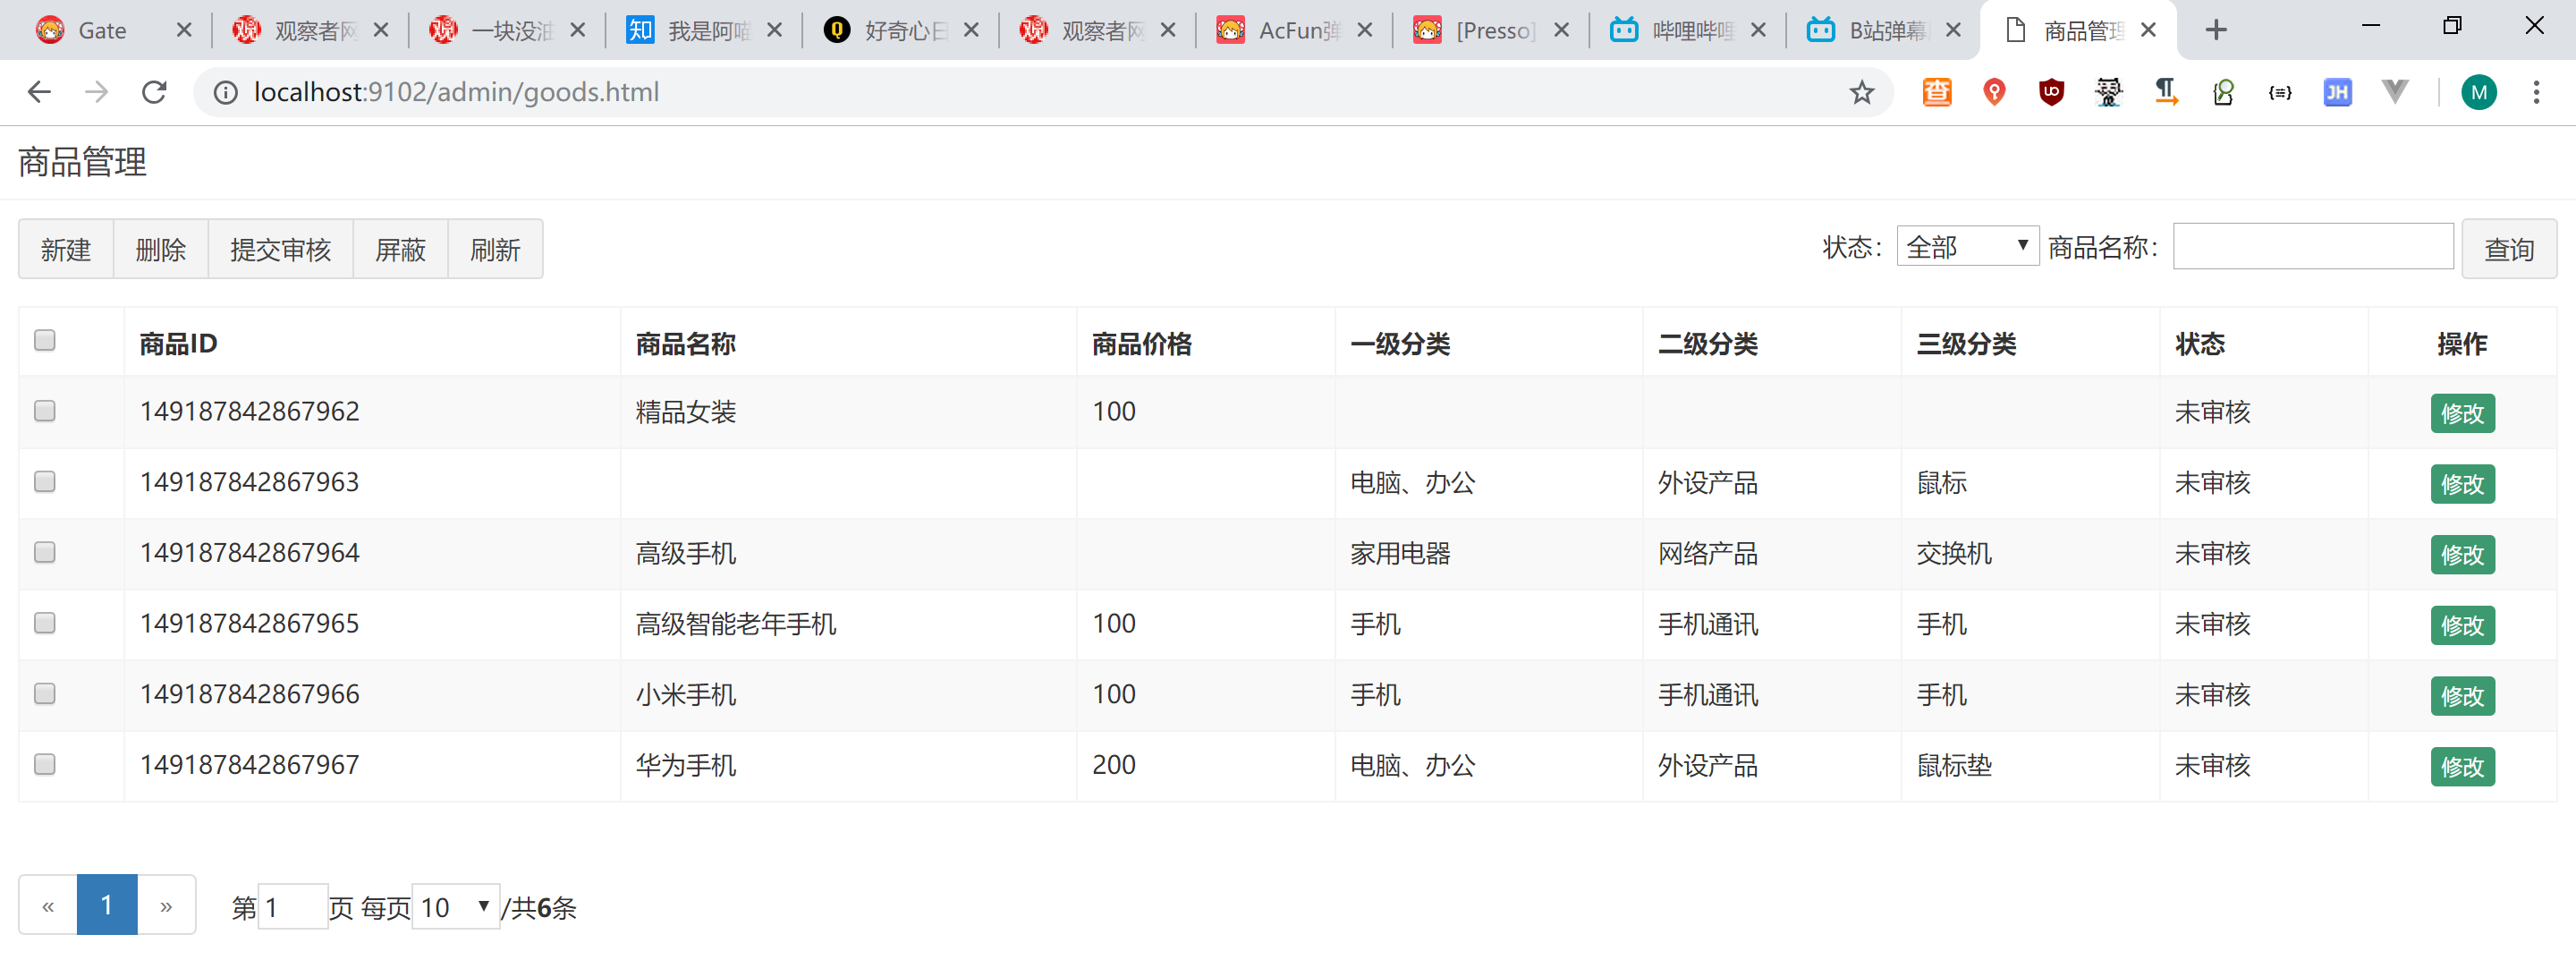 Gate 观察者网 一块没油 知 我是阿喵 Q 好奇心日 观察者网 AcFun弹 [Presso] 哔哩哔哩 B站弹幕 商品管理
localhost:9102/admin/goods.html 查 JH M
商品管理
新建 删除 提交审核 屏蔽 刷新 状态： 全部 商品名称： 查询
商品ID 商品名称 商品价格 一级分类 二级分类 三级分类 状态 操作
149187842867962 精品女装 100 未审核 修改
149187842867963 电脑、办公 外设产品 鼠标 未审核 修改
149187842867964 高级手机 家用电器 网络产品 交换机 未审核 修改
149187842867965 高级智能老年手机 100 手机 手机通讯 手机 未审核 修改
149187842867966 小米手机 100 手机 手机通讯 手机 未审核 修改
149187842867967 华为手机 200 电脑、办公 外设产品 鼠标垫 未审核 修改
« 1 » 第 1 页 每页 10 /共6条